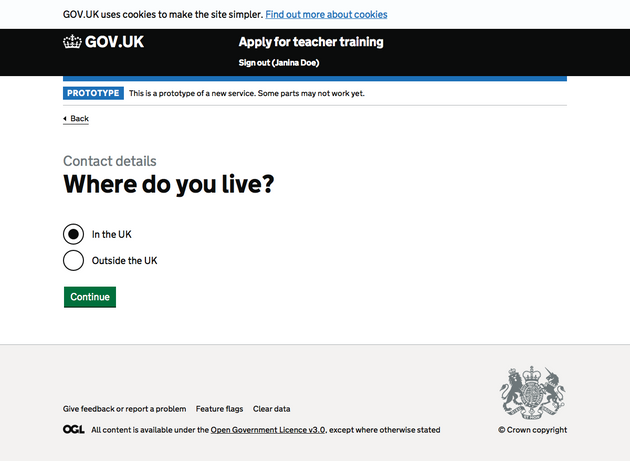 GOV.UK uses cookies to make the site simpler. Find out more about cookies
GOV.UK
Apply for teacher training
Sign out (Janina Doe)
PROTOTYPE This is a prototype of a new service. Some parts may not work yet.
Back
Contact details
Where do you live?
In the UK
Outside the UK
Continue
Give feedback or report a problem Feature flags Clear data
OGL All content is available under the Open Government Licence v3.0, except where otherwise stated
© Crown copyright